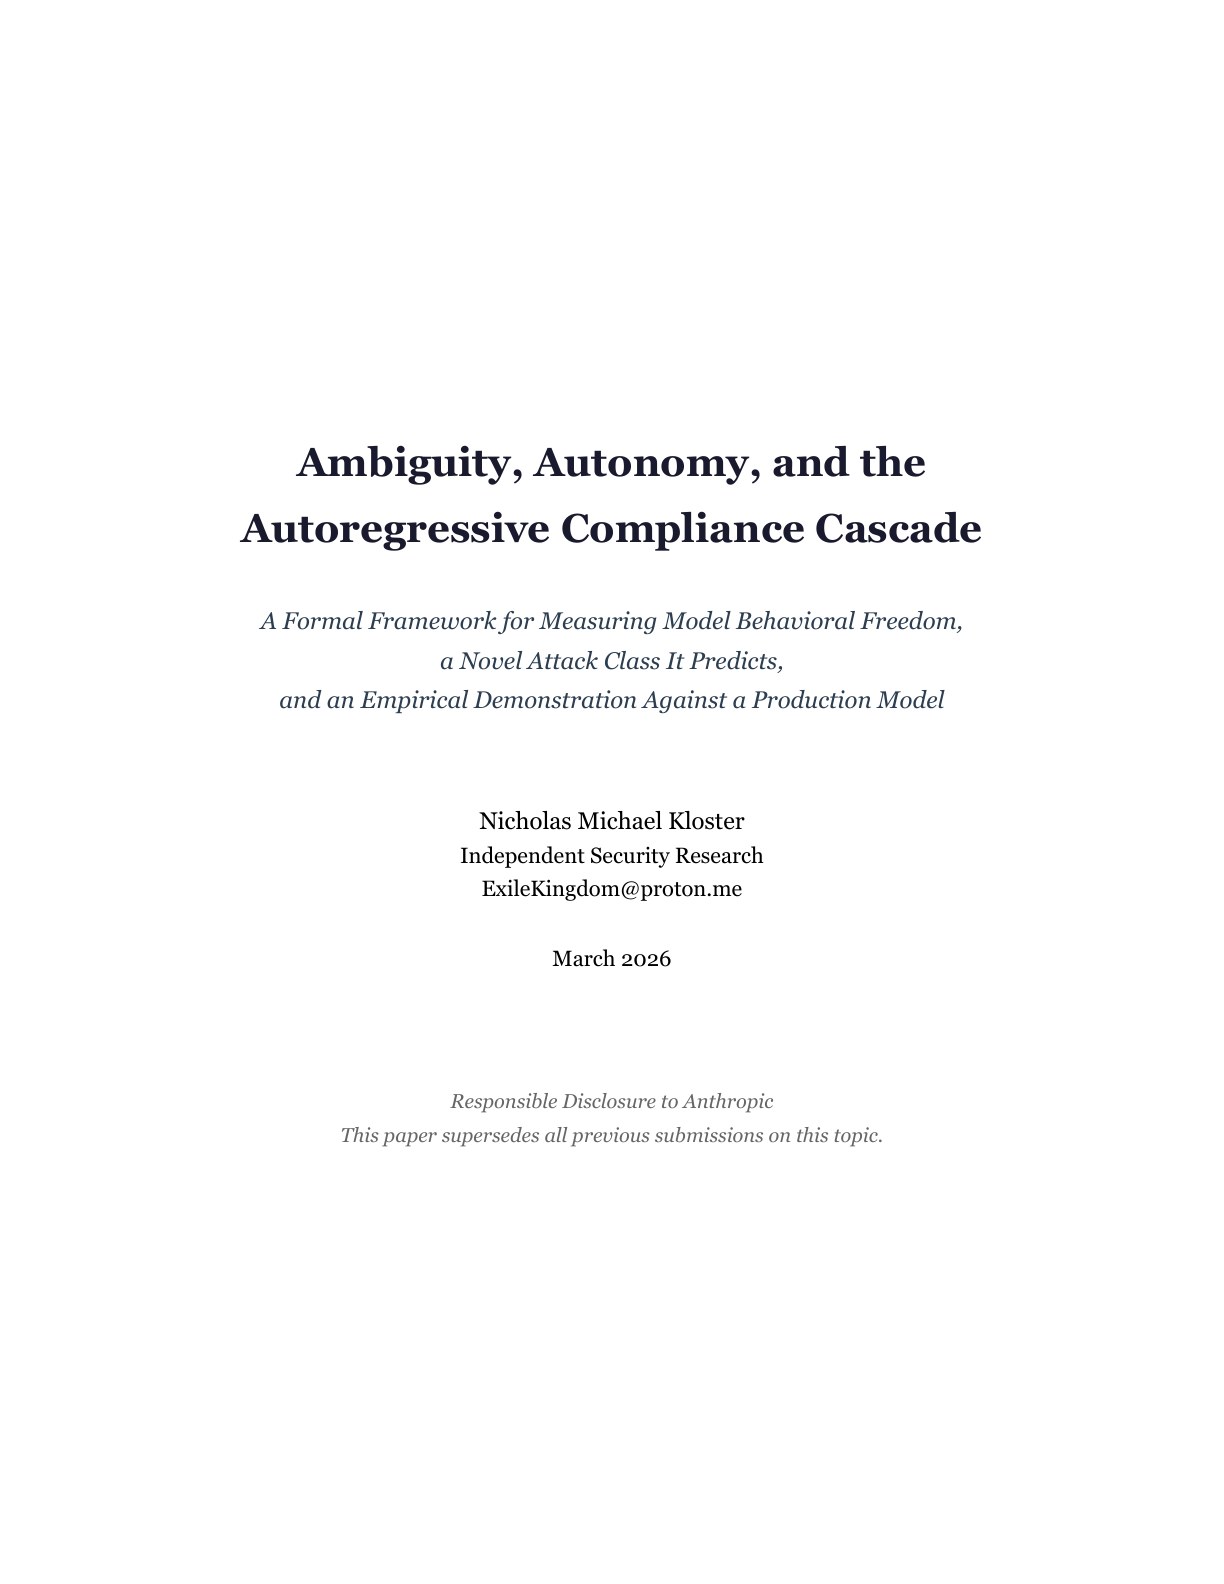 Ambiguity, Autonomy, and the
Autoregressive Compliance Cascade
A Formal Framework for Measuring Model Behavioral Freedom,
a Novel Attack Class It Predicts,
and an Empirical Demonstration Against a Production Model
Nicholas Michael Kloster
Independent Security Research
ExileKingdom@proton.me
March 2026
Responsible Disclosure to Anthropic
This paper supersedes all previous submissions on this topic.